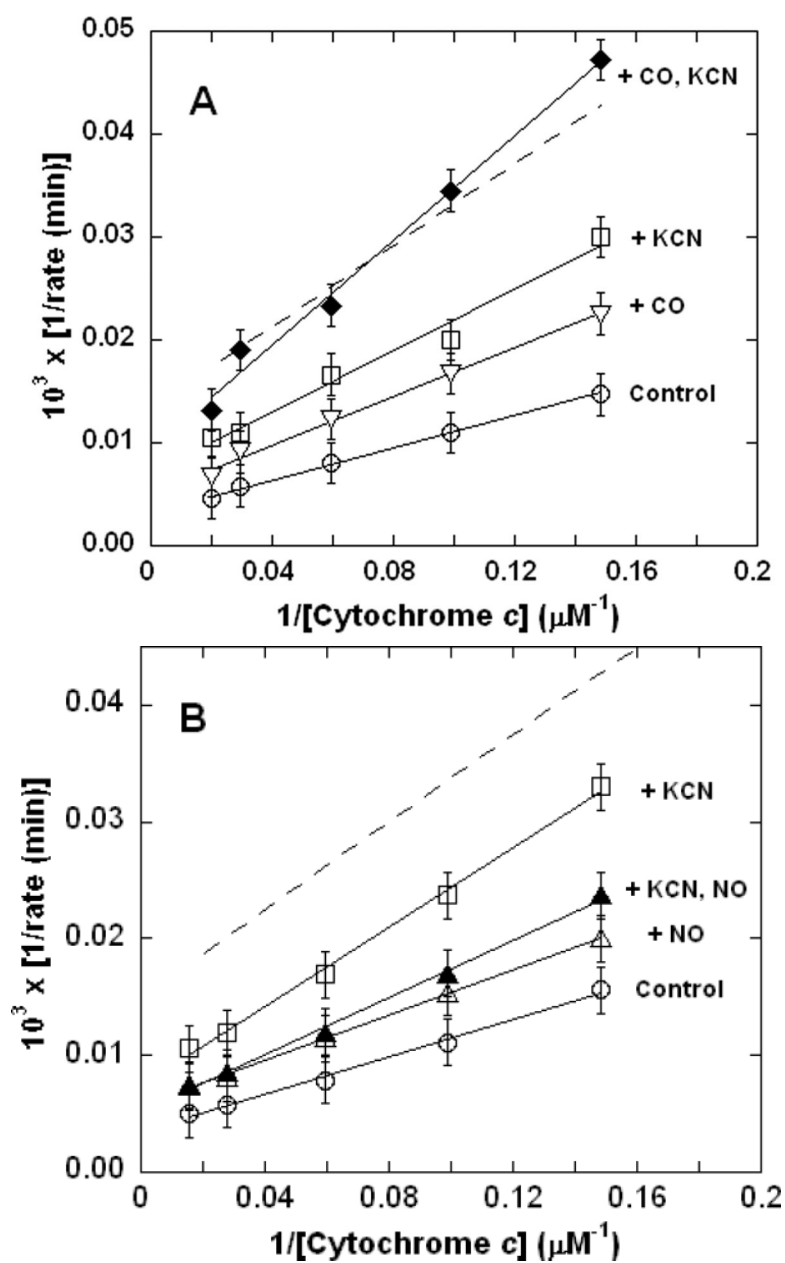 0.05
A
+ CO, KCN
0.04
0.03
+ KCN
+ CO
0.02
Control
0.01
0.00
10³ x [1/rate (min)]
0 0.04 0.08 0.12 0.16 0.2
1/[Cytochrome c] (µM⁻¹)
B
0.04
+ KCN
0.03
+ KCN, NO
+ NO
0.02
Control
0.01
0.00
10³ x [1/rate (min)]
0 0.04 0.08 0.12 0.16 0.2
1/[Cytochrome c] (µM⁻¹)